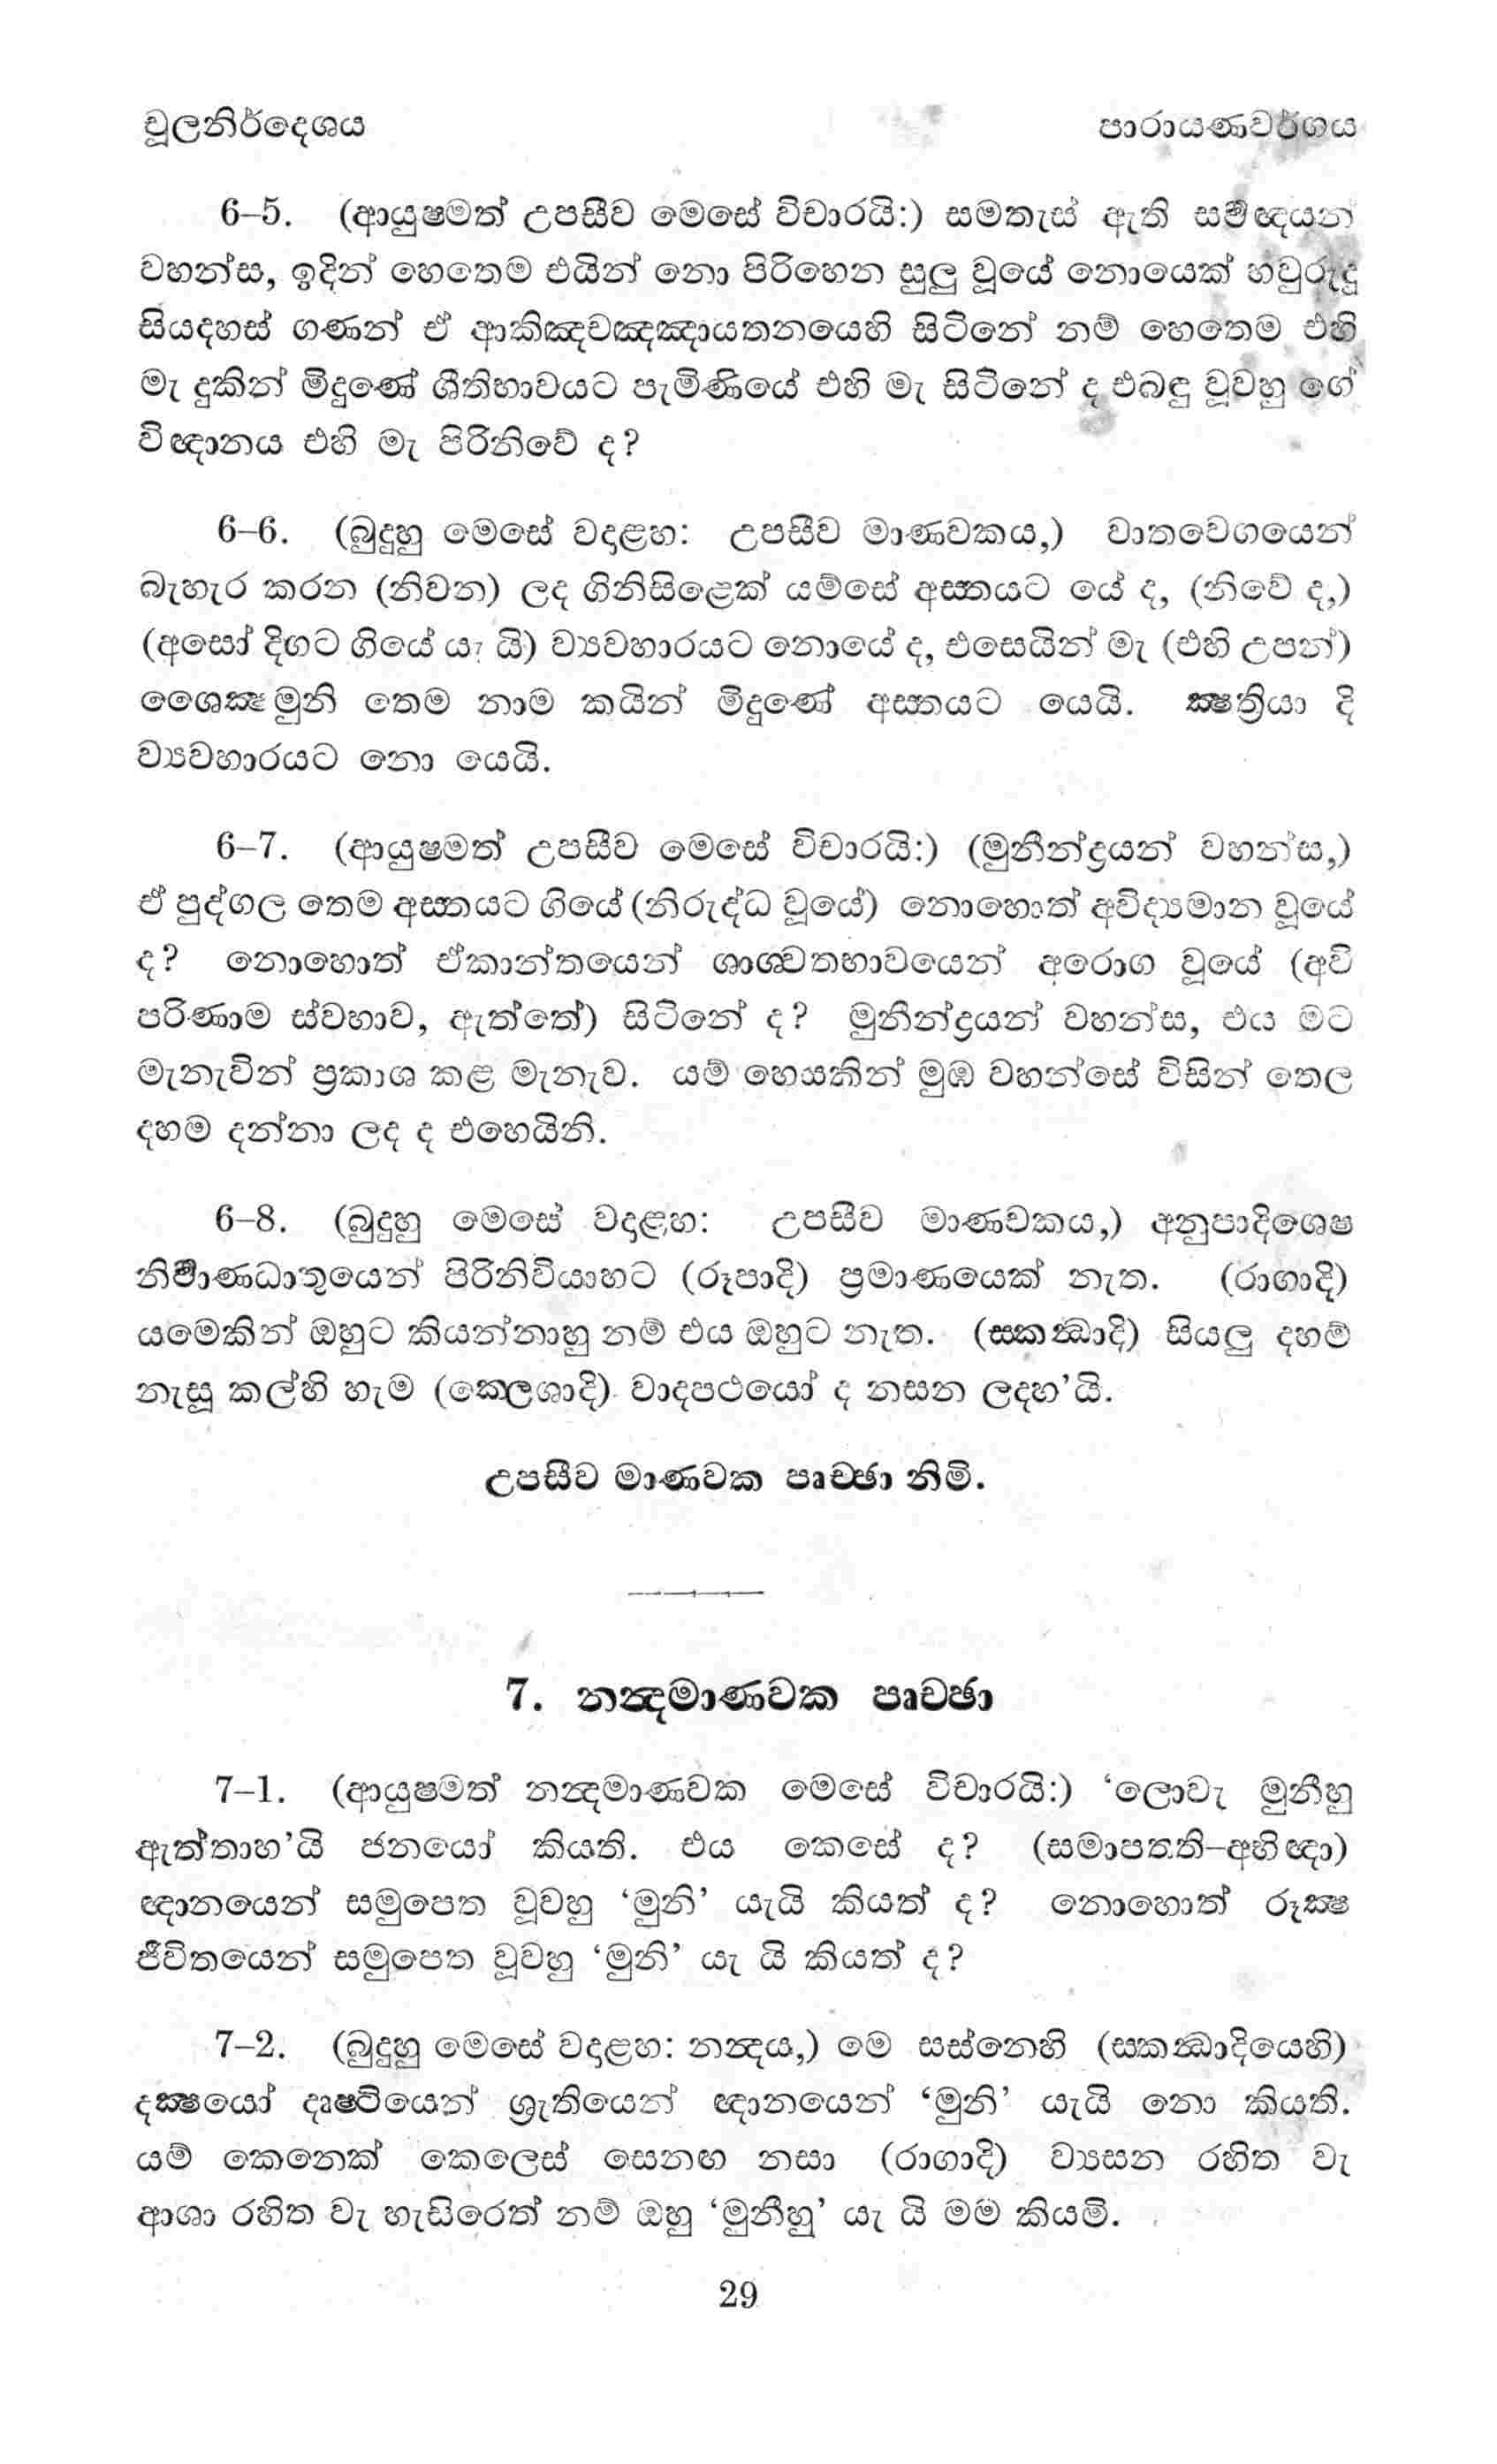 චූලනිර්දෙශය පාරායණවර්ගය
6–5. (ආයුෂ්මත් උපසීව මෙසේ විචාරයි:) සමතැස් ඇති සර්‍වඥයන්
වහන්ස, ඉදින් හෙතෙම එයින් නො පිරිහෙන සුලු වූයේ නොයෙක් හවුරුදු
සියදහස් ගණන් ඒ ආකිඤ්චඤ්ඤායතනයෙහි සිටිනේ නම් හෙතෙම එහි
මැ දුකින් මිදුණේ ශීතිභාවයට පැමිණියේ එහි මැ සිටිනේ ද එබඳු වූවහු ගේ
විඥානය එහි මැ පිරිනිවේ ද?
6–6. (බුදුහු මෙසේ වදාළහ: උපසීව මාණවකය,) වාතවෙගයෙන්
බැහැර කරන (නිවන) ලද ගිනිසිළෙක් යම්සේ අස්තයට යේ ද, (නිවේ ද,)
(අසෝ දිගට ගියේ යැ යි) ව්‍යවහාරයට නොයේ ද, එසෙයින් මැ (එහි උපන්)
ශෛක්‍ෂමුනි තෙම නාම කයින් මිදුණේ අස්තයට යෙයි. ක්‍ෂත්‍රියා දි
ව්‍යවහාරයට නො යෙයි.
6–7. (ආයුෂ්මත් උපසීව මෙසේ විචාරයි:) (මුනීන්ද්‍රයන් වහන්ස,)
ඒ පුද්ගල තෙම අස්තයට ගියේ (නිරුද්ධ වූයේ) නොහොත් අවිද්‍යමාන වූයේ
ද? නොහොත් ඒකාන්තයෙන් ශාශ්වතභාවයෙන් අරොග වූයේ (අවි
පරිණාම ස්වභාව, ඇත්තේ) සිටිනේ ද? මුනීන්ද්‍රයන් වහන්ස, එය මට
මැනැවින් ප්‍රකාශ කළ මැනැව. යම් හෙයකින් මුඹ වහන්සේ විසින් තෙල
දහම දන්නා ලද ද එහෙයිනි.
6–8. (බුදුහු මෙසේ වදාළහ: උපසීව මාණවකය,) අනුපාදිශෙෂ
නිර්‍වාණධාතුයෙන් පිරිනිවියාහට (රූපාදි) ප්‍රමාණයෙක් නැත. (රාගාදි)
යමෙකින් ඔහුට කියන්නාහු නම් එය ඔහුට නැත. (ස්කන්‍ධාදි) සියලු දහම්
නැසූ කල්හි හැම (ක්ලෙශාදි) වාදපථයෝ ද නසන ලදහ’යි.
උපසීව මාණවක පෘච්ඡා නිමි.
7. නන්‍දමාණවක පෘච්ඡා
7–1. (ආයුෂ්මත් නන්‍දමාණවක මෙසේ විචාරයි:) ‘ලොවැ මුනීහු
ඇත්තාහ’යි ජනයෝ කියති. එය කෙසේ ද? (සමාපත්ති–අභිඥා)
ඥානයෙන් සමුපෙත වූවහු ‘මුනි’ යැයි කියත් ද? නොහොත් රූක්‍ෂ
ජීවිතයෙන් සමුපෙත වූවහු ‘මුනි’ යැ යි කියත් ද?
7–2. (බුදුහු මෙසේ වදාළහ: නන්‍දය,) මෙ සස්නෙහි (ස්කන්‍ධාදියෙහි)
දක්‍ෂයෝ දෘෂ්ටියෙන් ශ්‍රැතියෙන් ඥානයෙන් ‘මුනි’ යැයි නො කියති.
යම් කෙනෙක් කෙලෙස් සෙනඟ නසා (රාගාදි) ව්‍යසන රහිත වැ
ආශා රහිත වැ හැසිරෙත් නම් ඔහු ‘මුනීහු’ යැ යි මම කියමි.
29